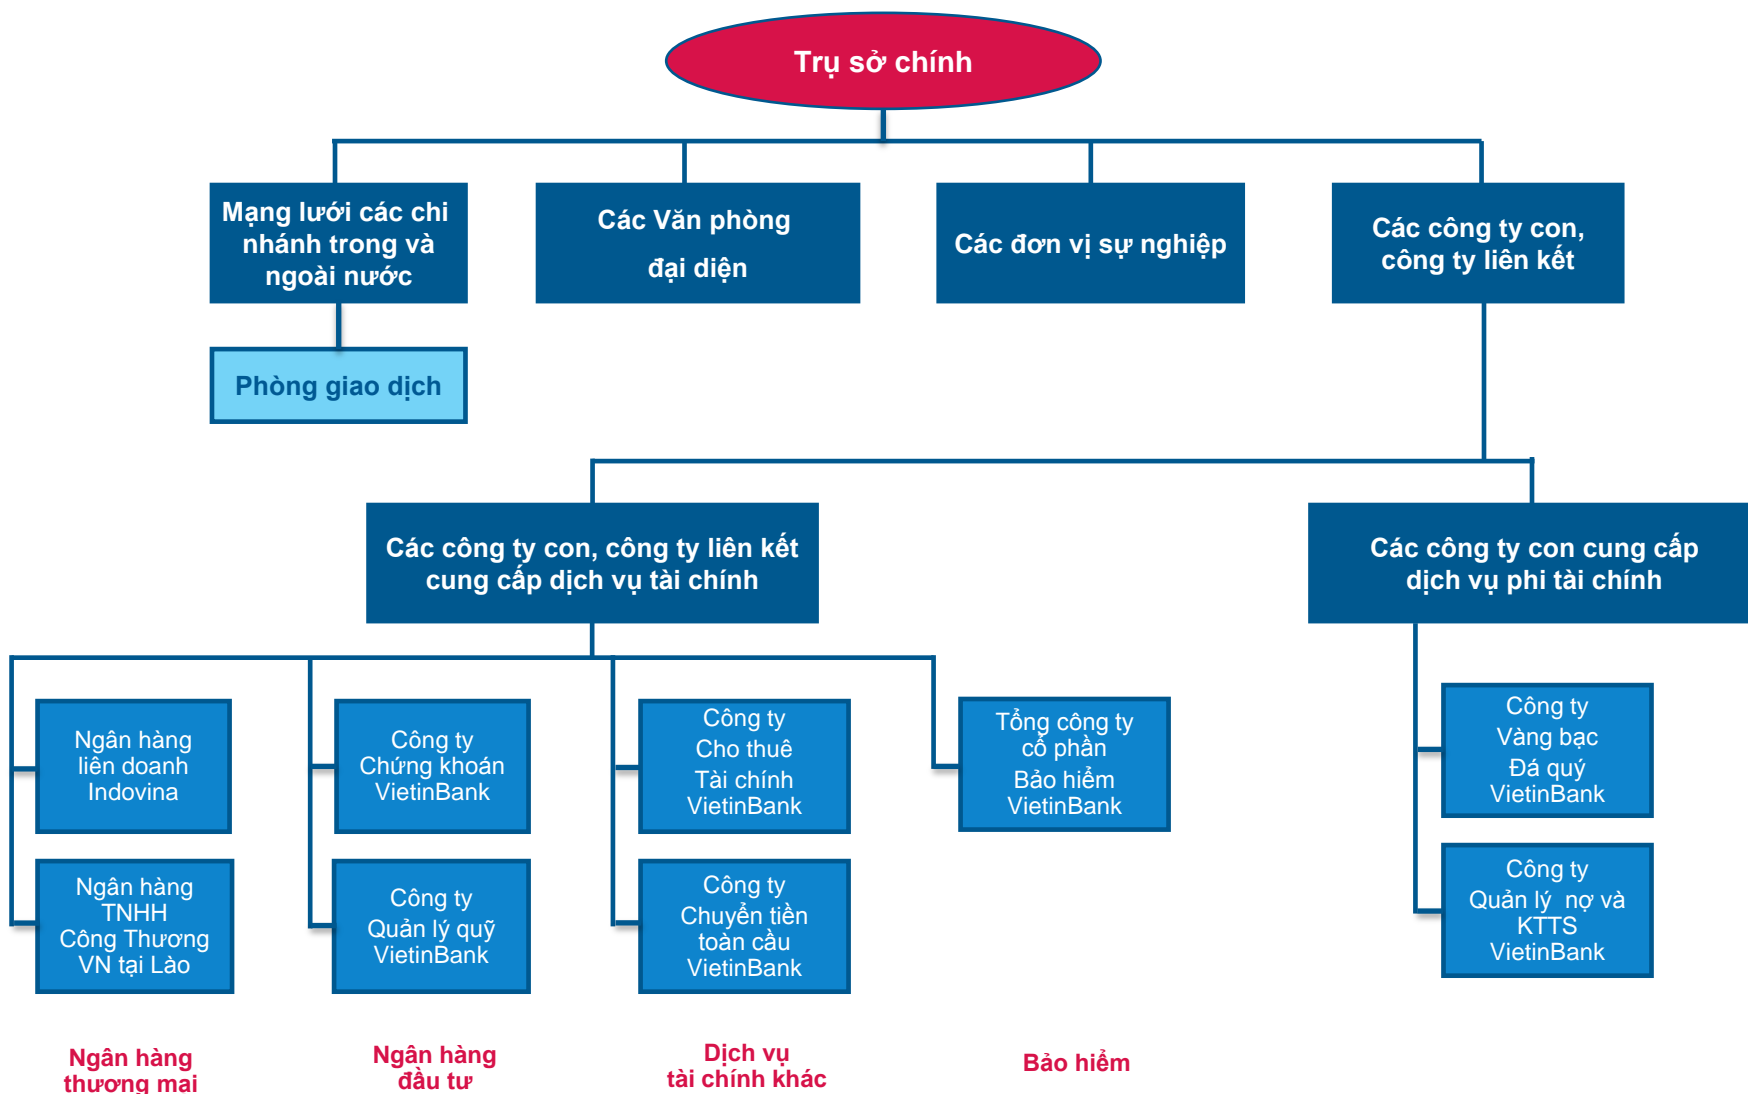 Trụ sở chính
Mạng lưới các chi
nhánh trong và
ngoài nước
Các Văn phòng
đại diện
Các đơn vị sự nghiệp
Các công ty con,
công ty liên kết
Phòng giao dịch
Các công ty con, công ty liên kết
cung cấp dịch vụ tài chính
Các công ty con cung cấp
dịch vụ phi tài chính
Ngân hàng
liên doanh
Indovina
Công ty
Chứng khoán
VietinBank
Công ty
Cho thuê
Tài chính
VietinBank
Tổng công ty
cổ phần
Bảo hiểm
VietinBank
Công ty
Vàng bạc
Đá quý
VietinBank
Ngân hàng
TNHH
Công Thương
VN tại Lào
Công ty
Quản lý quỹ
VietinBank
Công ty
Chuyển tiền
toàn cầu
VietinBank
Công ty
Quản lý nợ và
KTTS
VietinBank
Ngân hàng
thương mại
Ngân hàng
đầu tư
Dịch vụ
tài chính khác
Bảo hiểm